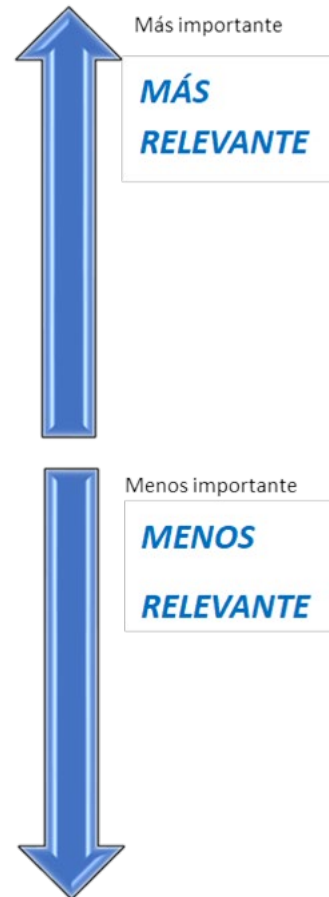 Más importante
MÁS
RELEVANTE
Menos importante
MENOS
RELEVANTE